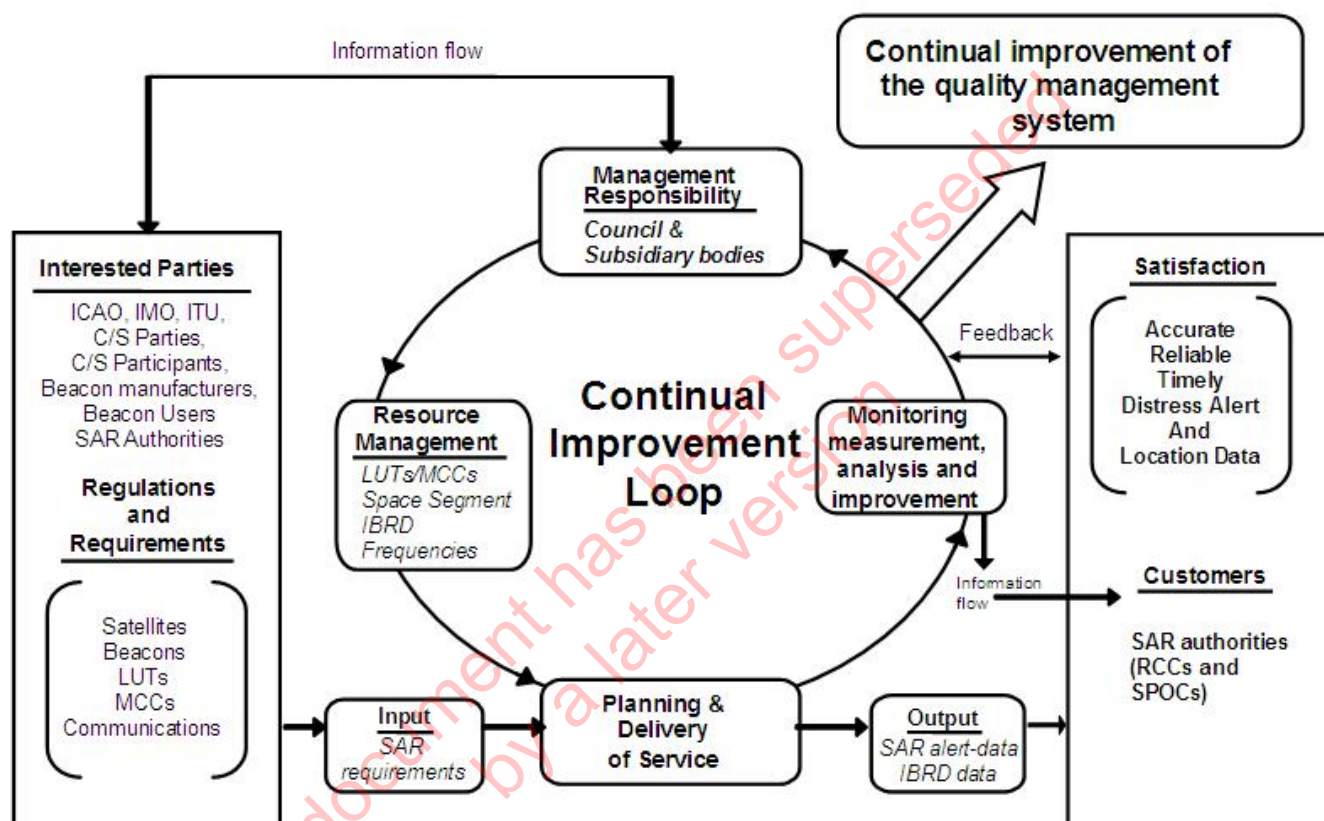 Information flow
Continual improvement of
the quality management
system
Management
Responsibility
Council &
Subsidiary bodies
Interested Parties
ICAO, IMO, ITU,
C/S Parties,
C/S Participants,
Beacon manufacturers,
Beacon Users
SAR Authorities
Regulations
and
Requirements
Satellites
Beacons
LUTs
MCCs
Communications
Resource
Management
LUTs/MCCs
Space Segment
IBRD
Frequencies
Continual
Improvement
Loop
Monitoring
measurement,
analysis and
improvement
Feedback
Satisfaction
Accurate
Reliable
Timely
Distress Alert
And
Location Data
Information
flow
Customers
SAR authorities
(RCCs and
SPOCs)
Input
SAR
requirements
Planning &
Delivery
of Service
Output
SAR alert-data
IBRD data
document has been superseded
by a later version